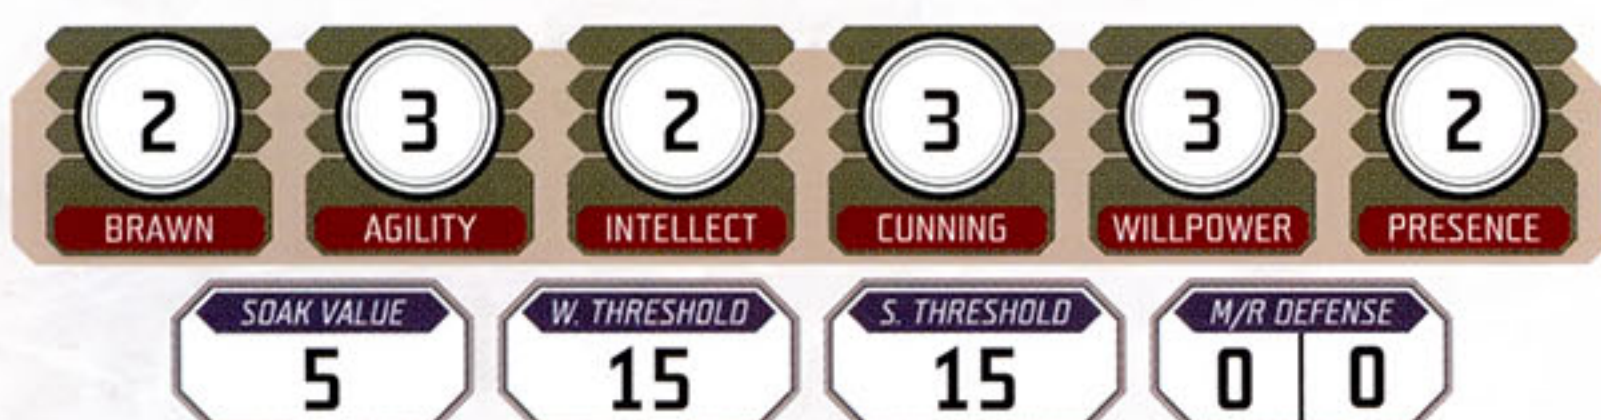 2 3 2 3 3 2
BRAWN AGILITY INTELLECT CUNNING WILLPOWER PRESENCE
SOAK VALUE W. THRESHOLD S. THRESHOLD M/R DEFENSE
5 15 15 0 0